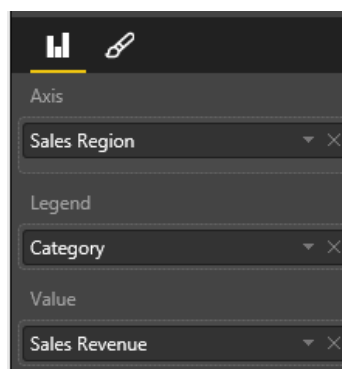 Axis
Sales Region
Legend
Category
Value
Sales Revenue